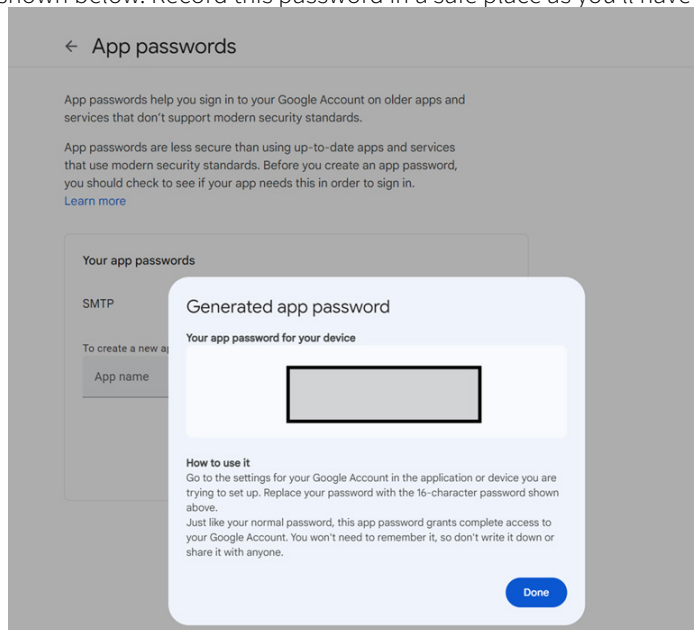 shown below. Record this password in a safe place as you'll have
← App passwords
App passwords help you sign in to your Google Account on older apps and
services that don't support modern security standards.
App passwords are less secure than using up-to-date apps and services
that use modern security standards. Before you create an app password,
you should check to see if your app needs this in order to sign in.
Learn more
Your app passwords
SMTP
To create a new a
App name
Generated app password
Your app password for your device
How to use it
Go to the settings for your Google Account in the application or device you are
trying to set up. Replace your password with the 16-character password shown
above.
Just like your normal password, this app password grants complete access to
your Google Account. You won't need to remember it, so don't write it down or
share it with anyone.
Done